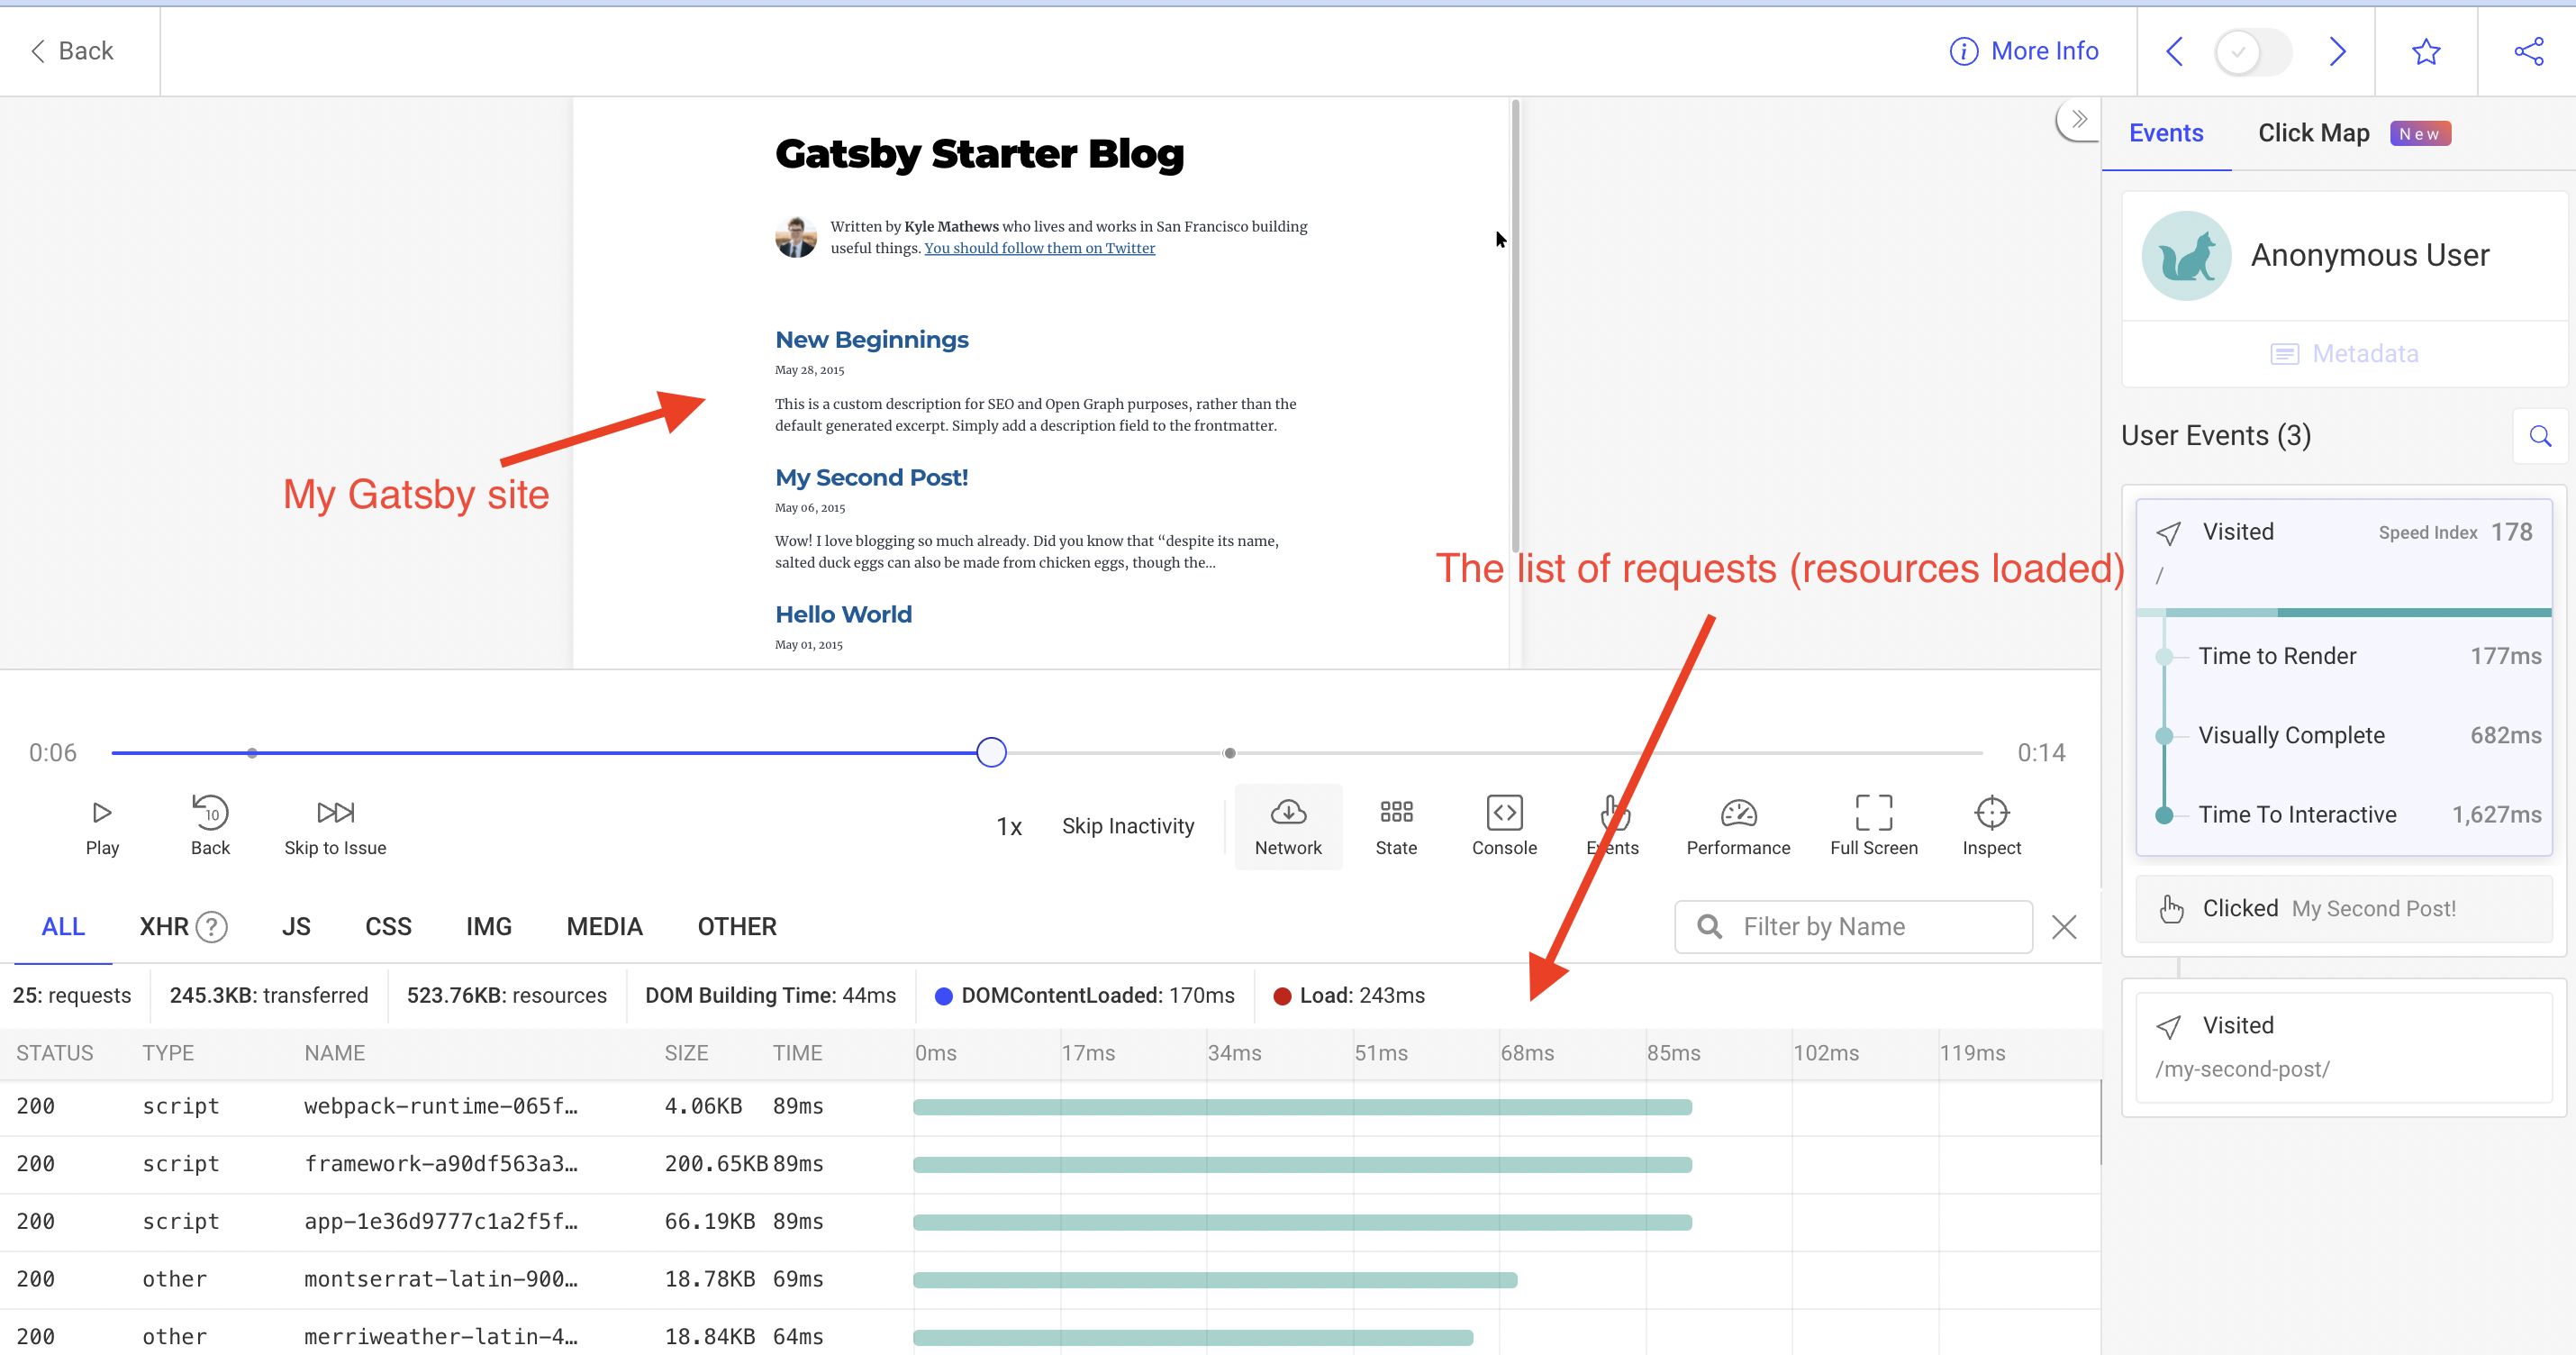 Back
More Info
Gatsby Starter Blog
Written by Kyle Mathews who lives and works in San Francisco building
useful things. You should follow them on Twitter
New Beginnings
May 28, 2015
This is a custom description for SEO and Open Graph purposes, rather than the
default generated excerpt. Simply add a description field to the frontmatter.
My Second Post!
May 06, 2015
Wow! I love blogging so much already. Did you know that “despite its name,
salted duck eggs can also be made from chicken eggs, though the…
Hello World
May 01, 2015
My Gatsby site
The list of requests (resources loaded)
0:06
0:14
Play
10
Back
Skip to Issue
1x
Skip Inactivity
Network
State
Console
Events
Performance
Full Screen
Inspect
ALL XHR ? JS CSS IMG MEDIA OTHER
Filter by Name
25: requests 245.3KB: transferred 523.76KB: resources DOM Building Time: 44ms DOMContentLoaded: 170ms Load: 243ms
STATUS TYPE NAME SIZE TIME 0ms 17ms 34ms 51ms 68ms 85ms 102ms 119ms
200 script webpack-runtime-065f… 4.06KB 89ms
200 script framework-a90df563a3… 200.65KB 89ms
200 script app-1e36d9777c1a2f5f… 66.19KB 89ms
200 other montserrat-latin-900… 18.78KB 69ms
200 other merriweather-latin-4… 18.84KB 64ms
Events Click Map New
Anonymous User
Metadata
User Events (3)
Visited Speed Index 178
/
Time to Render 177ms
Visually Complete 682ms
Time To Interactive 1,627ms
Clicked My Second Post!
Visited
/my-second-post/